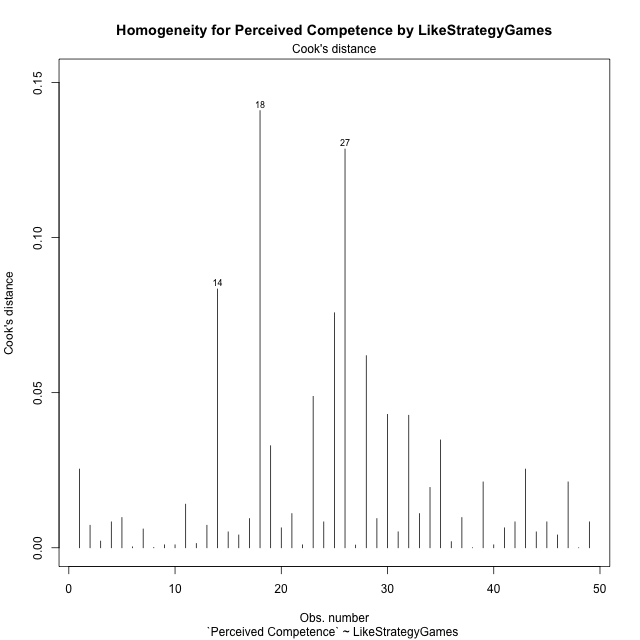 Homogeneity for Perceived Competence by LikeStrategyGames
Cook's distance
0.15
0.10
0.05
0.00
Cook's distance
18
27
14
0 10 20 30 40 50
Obs. number
`Perceived Competence` ~ LikeStrategyGames